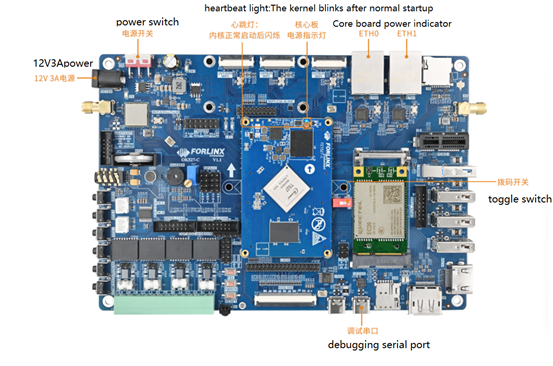 heartbeat light:The kernel blinks after normal startup
power switch
电源开关
心跳灯:
内核正常启动后闪烁
核心板
电源指示灯
Core board power indicator
ETH0
ETH1
12V3Apower
12V 3A电源
FORLINX
V1.1
FORLINX
拨码开关
toggle switch
调试串口
debugging serial port